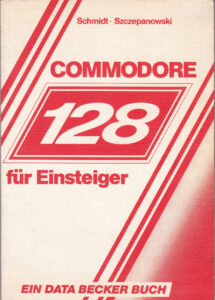 Schmidt · Szczepanowski
COMMODORE
128
für Einsteiger
EIN DATA BECKER BUCH